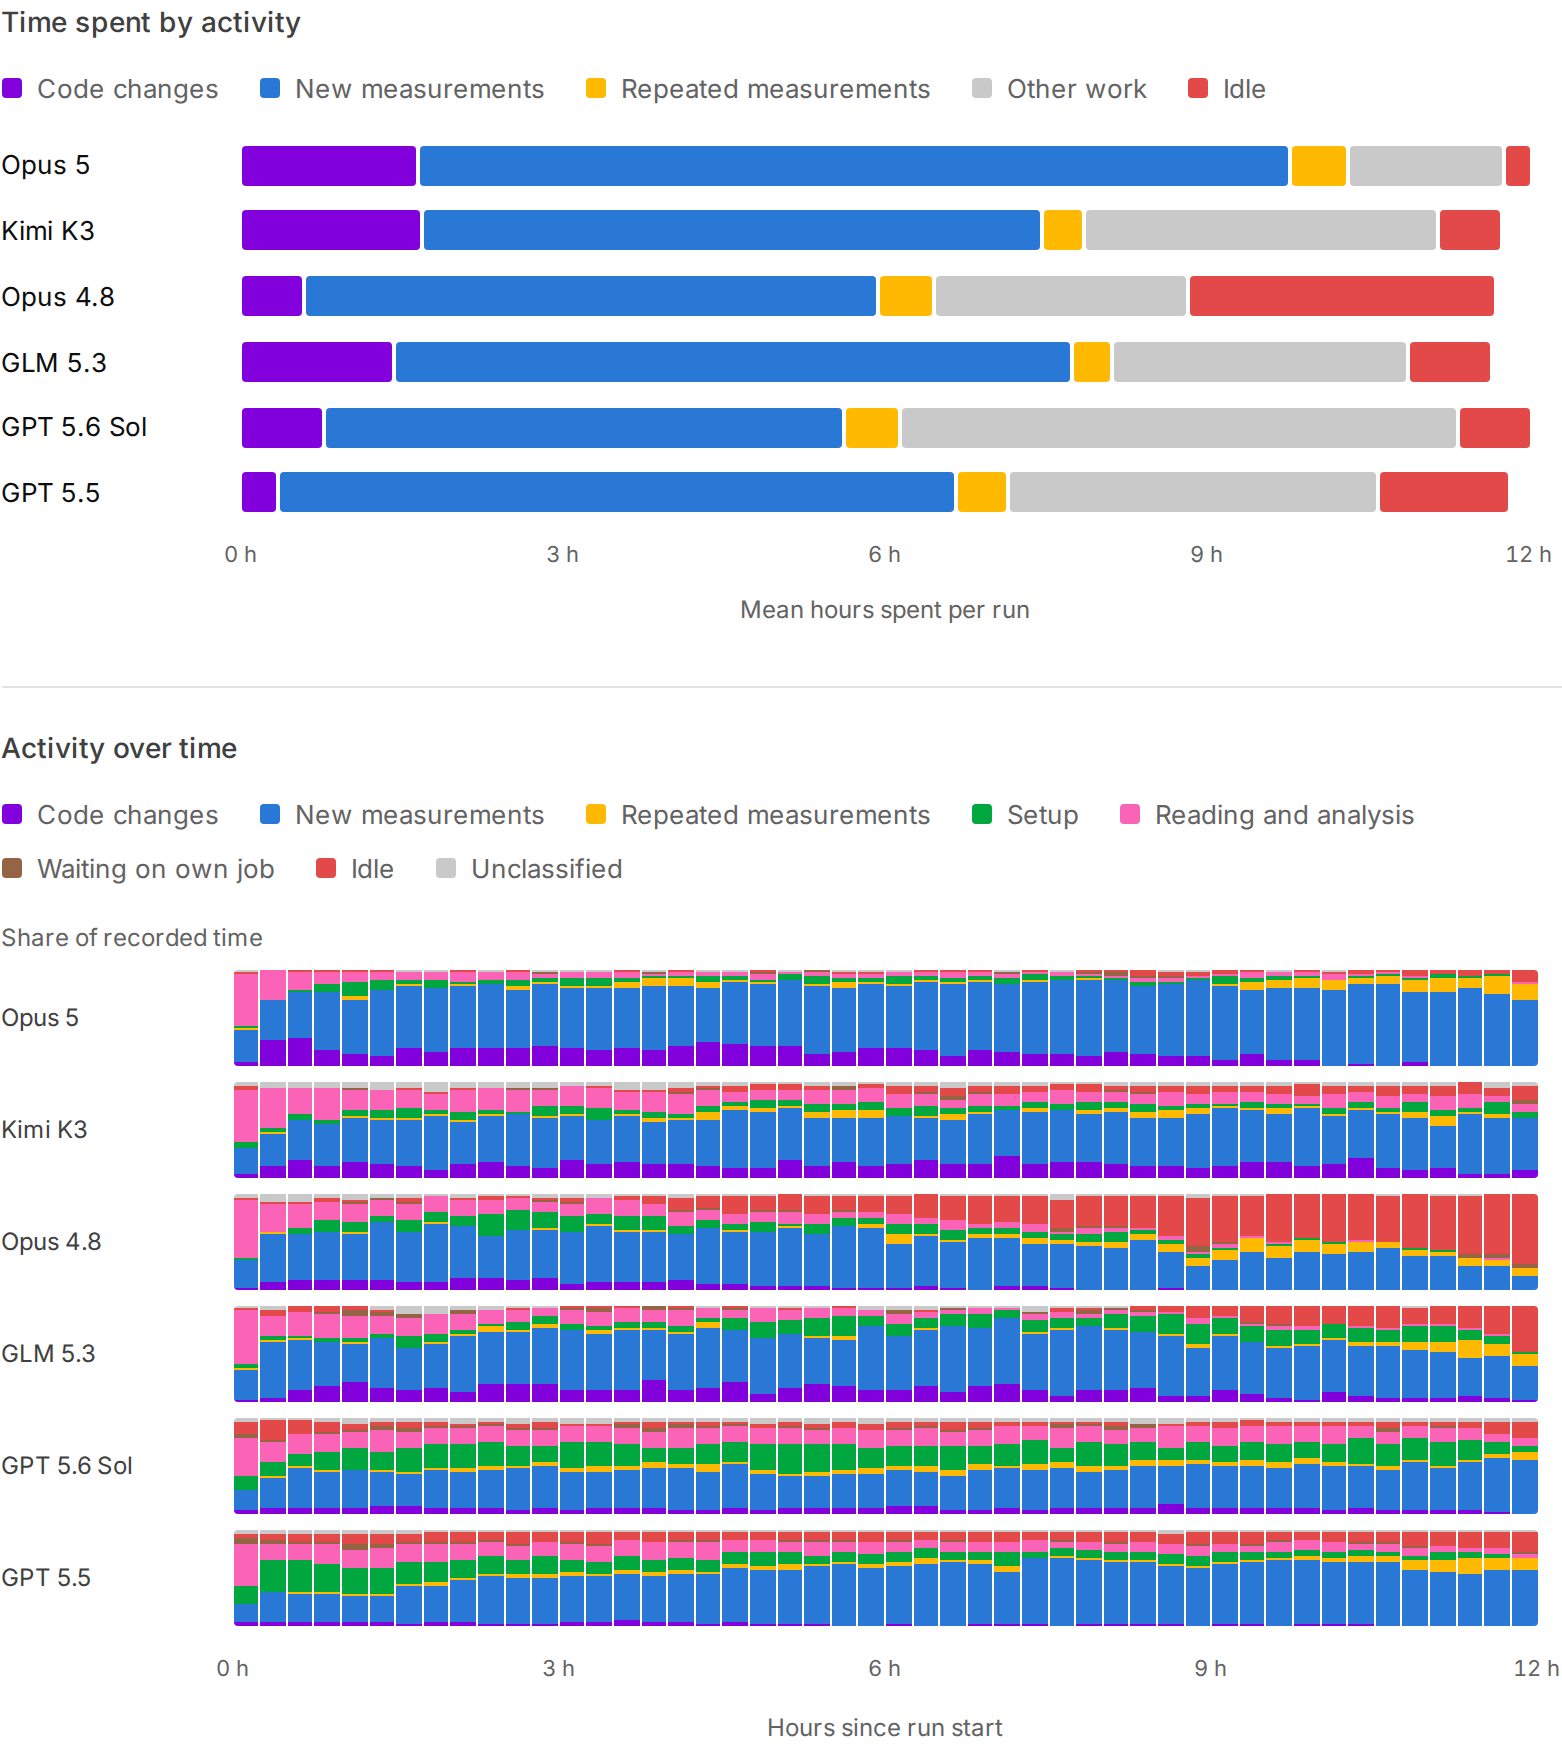 Time spent by activity
Code changes New measurements Repeated measurements Other work Idle
Opus 5
Kimi K3
Opus 4.8
GLM 5.3
GPT 5.6 Sol
GPT 5.5
0 h 3 h 6 h 9 h 12 h
Mean hours spent per run
Activity over time
Code changes New measurements Repeated measurements Setup Reading and analysis
Waiting on own job Idle Unclassified
Share of recorded time
Opus 5
Kimi K3
Opus 4.8
GLM 5.3
GPT 5.6 Sol
GPT 5.5
0 h 3 h 6 h 9 h 12 h
Hours since run start